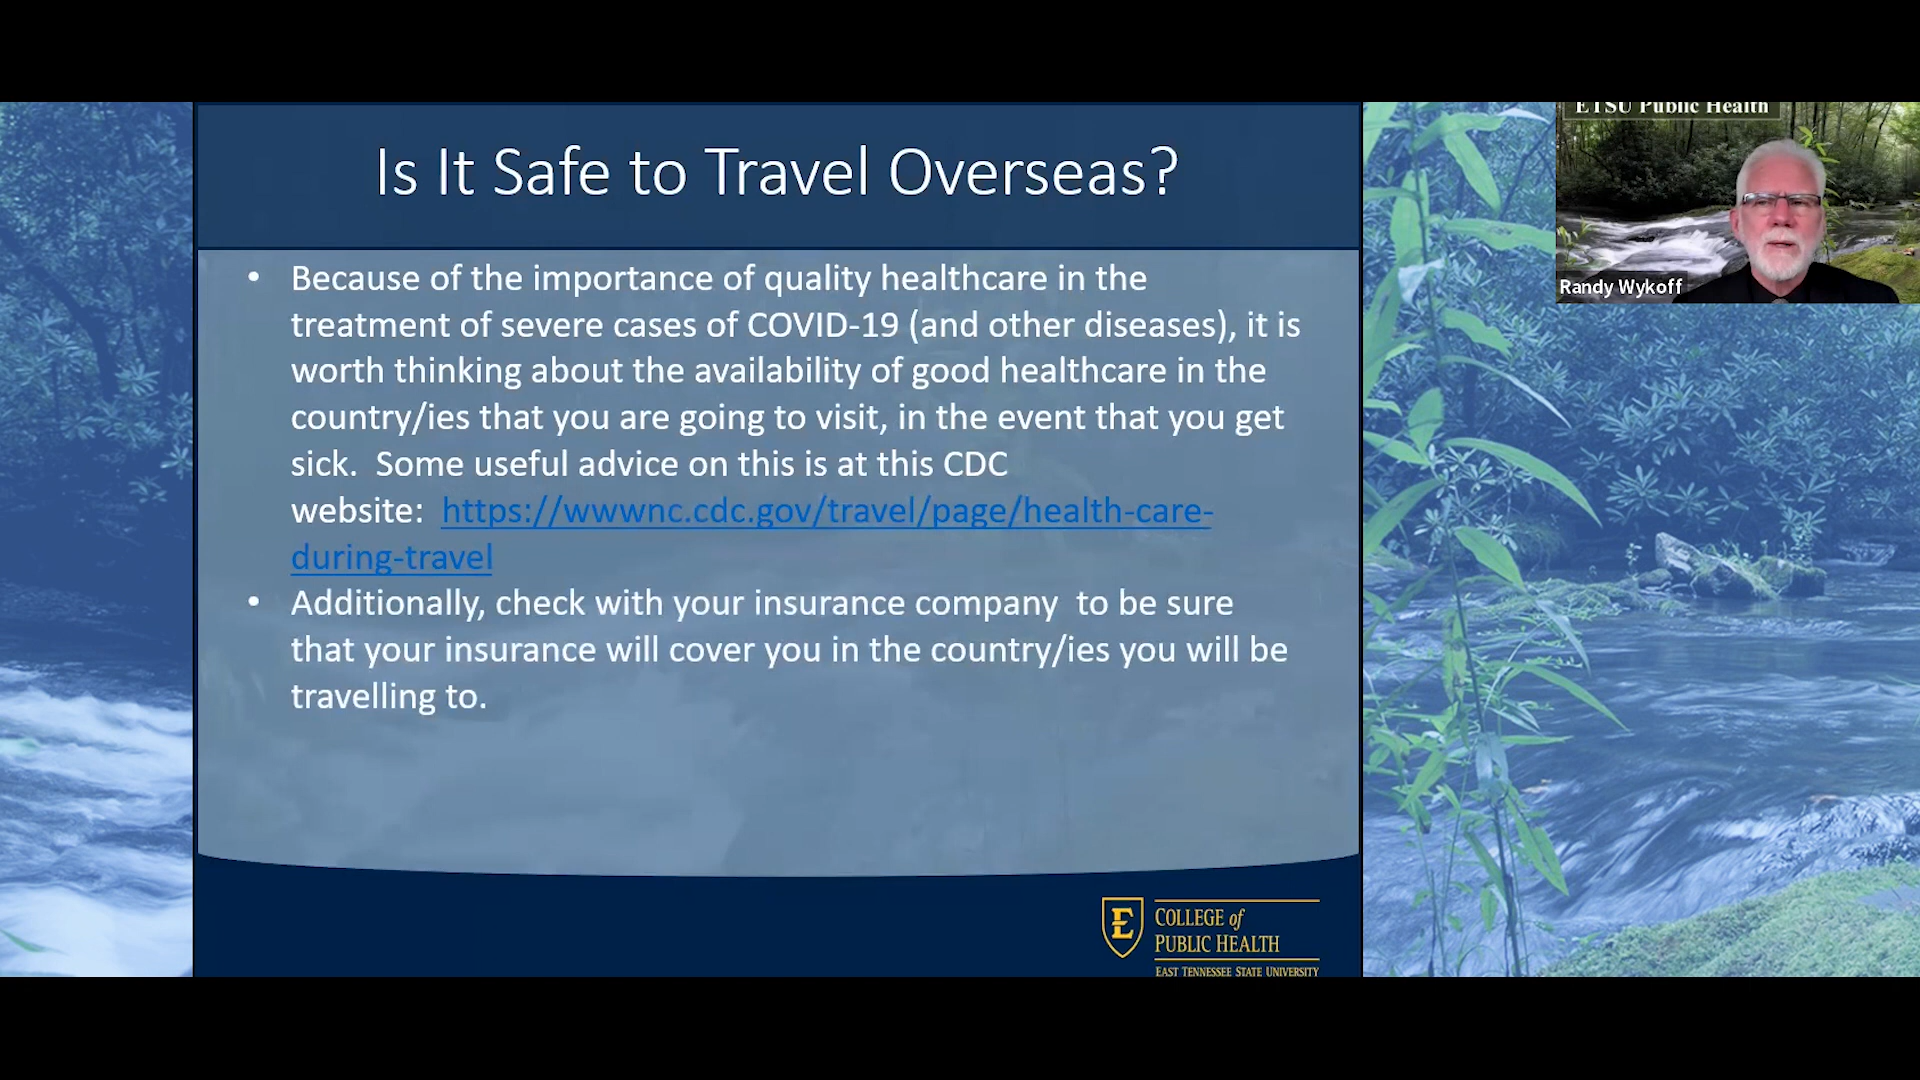 Is It Safe to Travel Overseas?
• Because of the importance of quality healthcare in the
treatment of severe cases of COVID-19 (and other diseases), it is
worth thinking about the availability of good healthcare in the
country/ies that you are going to visit, in the event that you get
sick.  Some useful advice on this is at this CDC
website:  https://wwwnc.cdc.gov/travel/page/health-care-
during-travel
• Additionally, check with your insurance company  to be sure
that your insurance will cover you in the country/ies you will be
travelling to.
ETSU Public Health
Randy Wykoff
E
COLLEGE of
PUBLIC HEALTH
EAST TENNESSEE STATE UNIVERSITY